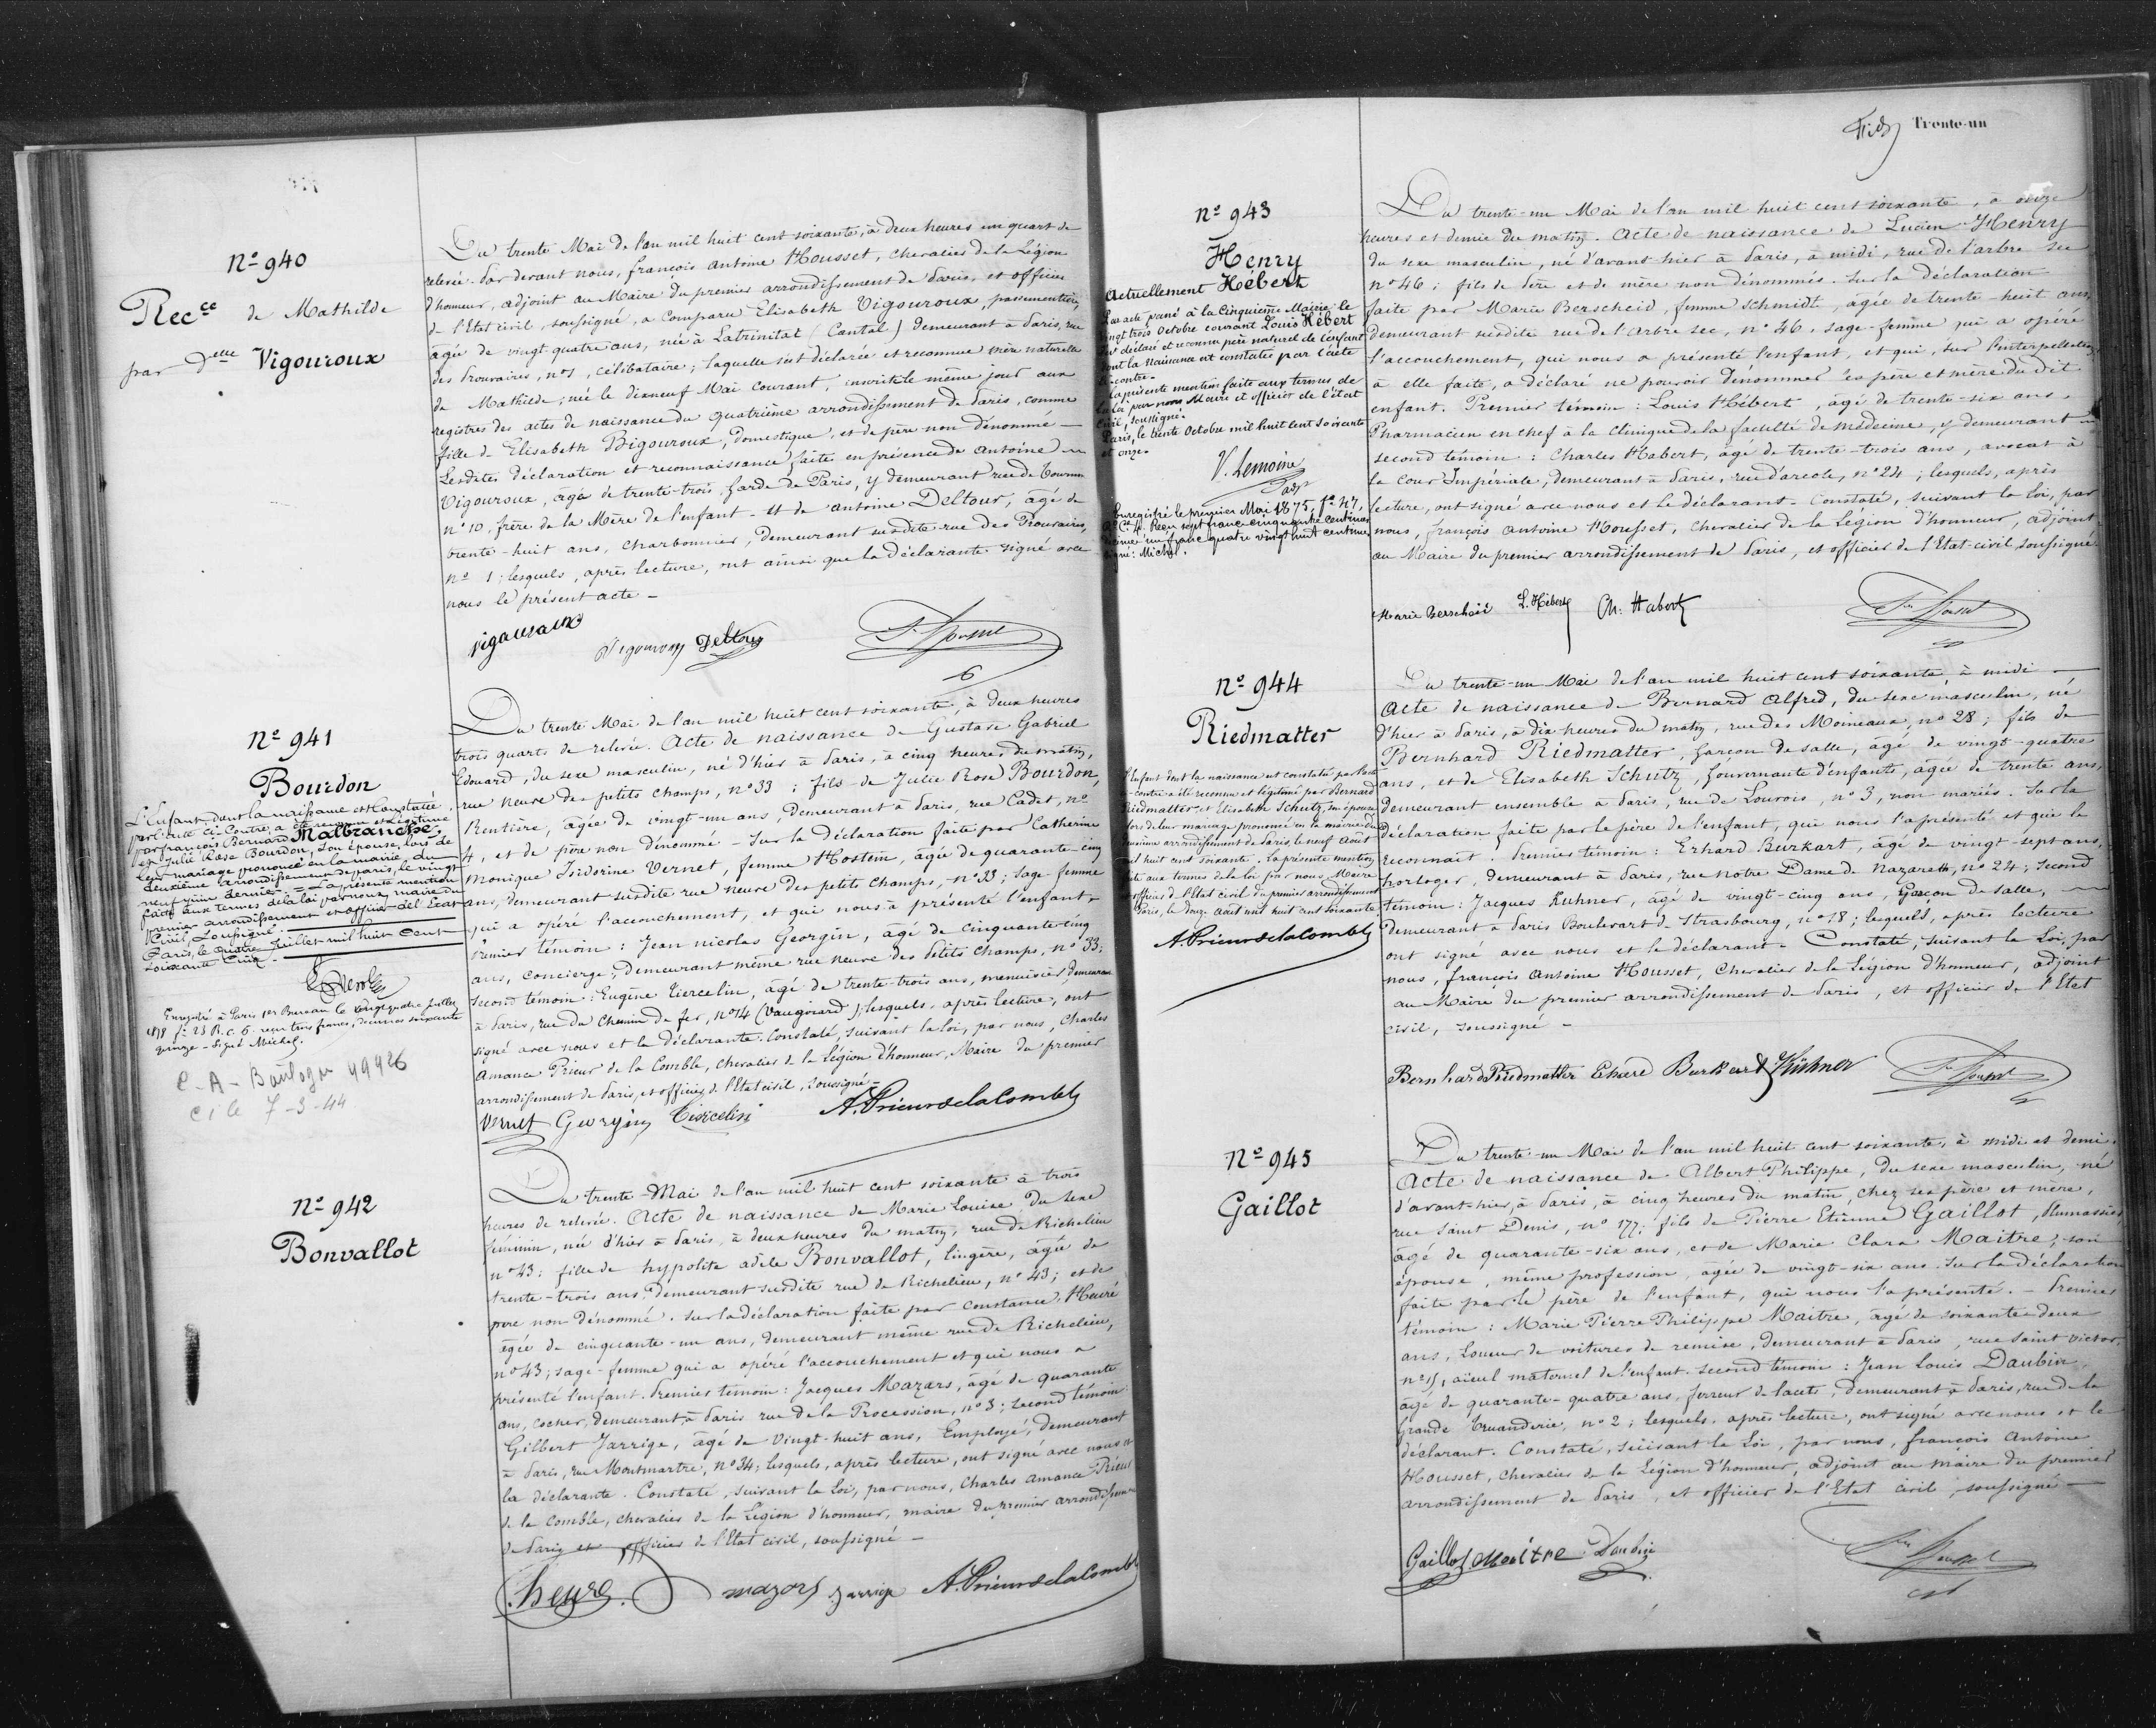 N° 940
Rec.ce de Mathilde
par d.elle Vigouroux
Du trente Mai de l'an mil huit cent soixante, à deux heures un quart de
relevée. Par devant nous, françois antoine Housset, chevalier de la Légion
d'honneur, adjoint au Maire du premier arrondissement de Paris, et officier
de l'Etat civil, soussigné, a comparu Elisabeth Vigouroux, passementière,
âgée de vingt quatre ans, née à Latrinitat (Cantal) demeurant à Paris, rue
des Prouvaires, n° 1, célibataire; laquelle s'est déclarée et reconnue mère naturelle
de Mathilde, née le dixneuf Mai courant, inscrite le même jour aux
registres des actes de naissance du quatrième arrondissement de Paris, comme
fille de Elisabeth Bigouroux, domestique, et de père non dénommé —
Lesdites déclaration et reconnaissance faites en présence de antoine
Vigouroux, âgé de trente-trois, garde de Paris, y demeurant rue de Tournon
n° 10, frère de la Mère de l'enfant — et de antoine Deltour, âgé de
trente-huit ans, charbonnier, demeurant susdite rue des Prouvaires,
n° 1; lesquels, après lecture, ont ainsi que la déclarante signé avec
nous le présent acte —
vigouroux Vigouroux Deltour F. Housset
N° 941
Bourdon
L'Enfant dont la naissance est constatée
par l'acte ci-Contre, a été reconnu et légitimé
par françois Bernard Malbranche,
et Julie Rose Bourdon, son épouse, lors de
leur mariage prononcé en la mairie du
deuxième arrondissement de paris, le vingt
neuf juin dernier. = La présente mention
faite aux termes de la loi par nous, maire du
premier arrondissement et officier de l'Etat
Civil, Soussigné.
Paris, le quatre Juillet mil huit Cent
Soixante Cinq.
Enregistré à Paris 1er Bureau le vingt quatre Juillet
1878 f° 23 R. c. 6. reçu trois francs, décimes soixante
quinze - Signé Michel.
C - A - Boulogne 49926
ci le 7-3-44
Du trente Mai de l'an mil huit cent soixante, à deux heures
trois quarts de relevée. Acte de naissance de Gustave Gabriel
Edouard, du sexe masculin, né d'hier à Paris, à cinq heures du matin,
rue neuve des petits champs, n° 33; fils de Julie Rose Bourdon,
Rentière, âgée de vingt-un ans demeurant à Paris, rue Cadet, n°
4, et de père non dénommé — Sur la déclaration faite par Catherine
Monique Isidorine Vernet, femme Hostein, âgée de quarante-cinq
ans, demeurant susdite rue neuve des petits champs, n° 33; sage femme
qui a opéré l'accouchement, et qui nous a présenté l'enfant.
Premier témoin: Jean nicolas Georgin, âgé de cinquante-cinq
ans, concierge, demeurant même rue neuve des Petits champs, n° 33;
Second témoin: Eugène Tiercelin, âgé de trente-trois ans, menuisier, demeurant
à Paris, rue du Chemin de fer, n° 14 (Vaugirard); lesquels, après lecture, ont
signé avec nous et la déclarante. Constaté, suivant la loi, par nous, Charles
Amance Prieur de la Comble, chevalier de la Légion d'honneur, Maire du premier
arrondissement de Paris, et officier de l'Etat civil, soussigné —
Vernet Georgin Tiercelin A. Prieur de la Comble
N° 942
Bonvallot
Du trente Mai de l'an mil huit cent soixante à trois
heures de relevée. Acte de naissance de Marie Louise, du sexe
féminin, née d'hier à Paris, à deux heures du matin, rue de Richelieu
n° 43; fille de hypolite adèle Bonvallot, lingère, âgée de
trente-trois ans, demeurant susdite rue de Richelieu, n° 43; et de
père non dénommé. Sur la déclaration faite par Constance, Heuré
âgée de cinquante-un ans, demeurant même rue de Richelieu,
n° 43; sage-femme qui a opéré l'accouchement et qui nous a
présenté l'enfant. Premier témoin: Jacques Mazars, âgé de quarante
ans, cocher, demeurant à Paris rue de la Procession, n° 3; second témoin
Gilbert Jarrige, âgé de vingt-huit ans, Employé, demeurant
à Paris, rue Montmartre, n° 34; lesquels, après lecture, ont signé avec nous et
la déclarante. Constaté, suivant la Loi, par nous, Charles Amance Prieur
de la Comble, chevalier de la Légion d'honneur, maire du premier arrondissement
de Paris et officier de l'Etat civil, soussigné —
heuré mazars Jarrige A. Prieur de la Comble
Trente-un
N° 943
Henry
Actuellement Hébert
Par acte passé à la Cinquième Mairie le
vingt trois Octobre courant Louis Hébert
s'est déclaré et reconnu père naturel de l'enfant
dont la Naissance est constatée par l'acte
ci-contre.
La présente mention faite aux termes de
la loi par nous Maire et officier de l'état
civil, soussigné.
Paris, le trente Octobre mil huit cent soixante
et onze.
V. Lemoine
adjt
Enregistré le premier Mai 1875, f° 47,
Reçu sept francs cinquante centimes
décime un franc quatre vingt huit centimes
signé: Michel.
Du trente-un Mai de l'an mil huit cent soixante, à onze
heures et demie du matin. Acte de naissance de Lucien Henry
du sexe masculin, né d'avant-hier à Paris, à midi, rue de l'arbre sec
n° 46; fils de Père et de mère non dénommés. Sur la Déclaration
faite par Marie Berscheid, femme Schmidt, âgée de trente-huit ans,
demeurant susdite rue de l'arbre sec, n° 46, sage-femme qui a opéré
l'accouchement, qui nous a présenté l'enfant, et qui, sur l'interpellation
à elle faite, a déclaré ne pouvoir dénommer les père et mère du dit
enfant. Premier témoin: Louis Hébert, âgé de trente-six ans,
Pharmacien en chef à la clinique de la faculté de médecine, y demeurant
second témoin: Charles Habert, âgé de trente-trois ans, avocat à
la Cour Impériale, demeurant à Paris, rue d'arcole, n° 24; lesquels, après
lecture, ont signé avec nous et le déclarant. Constaté, suivant la loi, par
nous, françois antoine Housset, chevalier de la Légion d'honneur, adjoint
au Maire du premier arrondissement de Paris, et officier de l'Etat-civil, soussigné.
Marie Berscheid L. Hébert Ch. Habert F. Housset
N° 944
Riedmatter
L'enfant dont la naissance est constatée par l'acte
ci-contre a été reconnu et légitimé par Bernard
Riedmatter et Elisabeth Schutz, son épouse,
lors de leur mariage prononcé en la mairie du
deuxième arrondissement de Paris le neuf août
mil huit cent soixante. La présente mention
faite aux termes de la loi par nous Maire
et officier de l'Etat civil du premier arrondissement
Paris, le douze août mil huit cent soixante.
A. Prieur de la Comble
Du trente-un Mai de l'an mil huit cent soixante, à midi —
Acte de naissance de Bernard Alfred, du sexe masculin, né
d'hier à Paris, à dix heures du matin, rue des Moineaux, n° 28; fils de
Bernhard Riedmatter, garçon de salle, âgé de vingt-quatre
ans, et de Elisabeth Schutz, gouvernante d'enfants, âgée de trente ans,
demeurant ensemble à Paris, rue de Louvois, n° 3, non mariés. Sur la
déclaration faite par le père de l'enfant, qui nous l'a présenté et que le
reconnait. Premier témoin: Erhard Burkart, âgé de vingt-sept ans,
horloger, demeurant à Paris, rue Notre Dame de Nazareth, n° 24; second
témoin: Jacques Kuhner, âgé de vingt-cinq ans, Garçon de salle,
demeurant à Paris Boulevart de Strasbourg, n° 18; lesquels, après lecture
ont signé avec nous et le déclarant. Constaté, suivant la Loi, par
nous, françois Antoine Housset, Chevalier de la Légion d'honneur, adjoint
au Maire du premier arrondissement de Paris, et officier de l'Etat
civil, soussigné —
Bernhard Riedmatter Erhard Burkart J Kühner F. Housset
N° 945
Gaillot
Du trente-un Mai de l'an mil huit cent soixante, à midi et demi.
Acte de naissance de Albert Philippe, du sexe masculin, né
d'avant-hier, à Paris, à cinq heures du matin, chez ses père et mère,
rue Saint Denis, n° 177; fils de Pierre Etienne Gaillot, Plumassier
âgé de quarante-six ans, et de Marie Clara Maitre, son
épouse, même profession, âgée de vingt-six ans. Sur la déclaration
faite par le père de l'enfant, qui nous l'a présenté. — Premier
témoin: Marie Pierre Philippe Maitre, âgé de soixante-deux
ans, Loueur de voitures de remise, demeurant à Paris, rue Saint Victor,
n° 15, aïeul maternel de l'enfant. second témoin: Jean Louis Daubin,
âgé de quarante-quatre ans, ferreur de lacets, demeurant à Paris, rue de la
Grande Truanderie, n° 2; lesquels, après lecture, ont signé avec nous et le
déclarant. Constaté, suivant la Loi, par nous, françois Antoine
Housset, chevalier de la Légion d'honneur, adjoint au maire du premier
arrondissement de Paris, et officier de l'Etat civil, soussigné —
Gaillot Maitre Daubin F. Housset